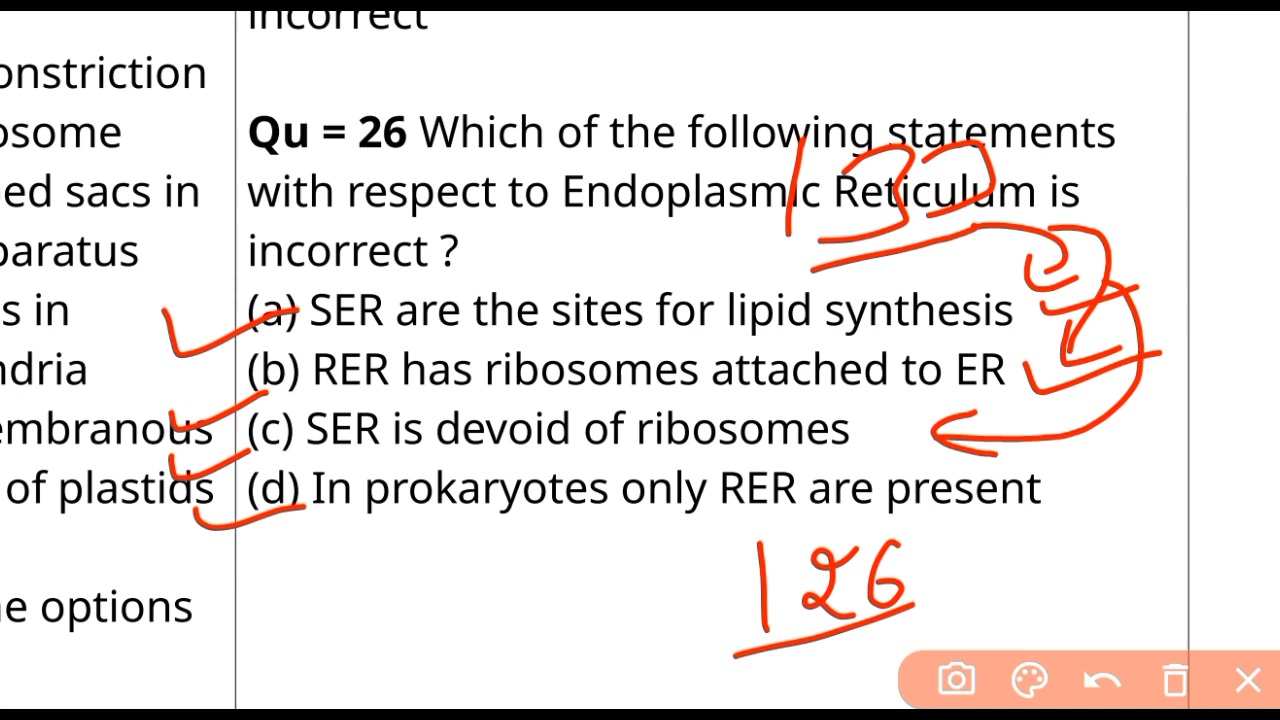 incorrect
onstriction
osome
ed sacs in
paratus
s in
ndria
embranous
of plastids
e options
Qu = 26 Which of the following statements
with respect to Endoplasmic Reticulum is
incorrect ?
(a) SER are the sites for lipid synthesis
(b) RER has ribosomes attached to ER
(c) SER is devoid of ribosomes
(d) In prokaryotes only RER are present
126